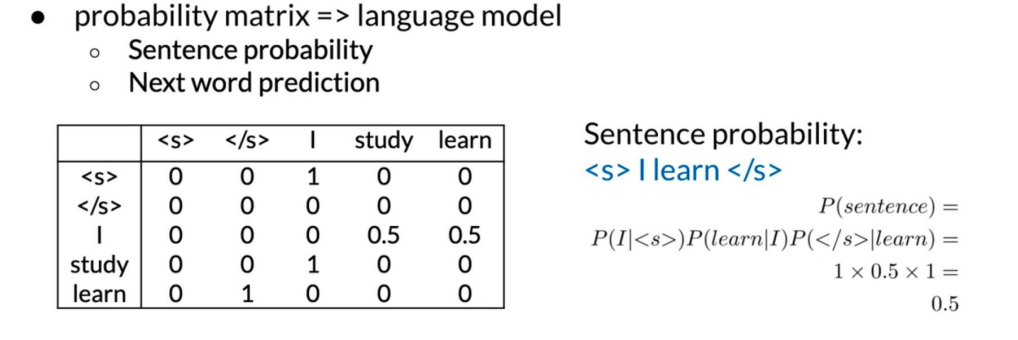 ● probability matrix => language model
○ Sentence probability
○ Next word prediction
<s> </s> I study learn
<s> 0 0 1 0 0
</s> 0 0 0 0 0
I 0 0 0 0.5 0.5
study 0 0 1 0 0
learn 0 1 0 0 0
Sentence probability:
<s> I learn </s>
P(sentence) =
P(I|<s>)P(learn|I)P(</s>|learn) =
1 × 0.5 × 1 =
0.5